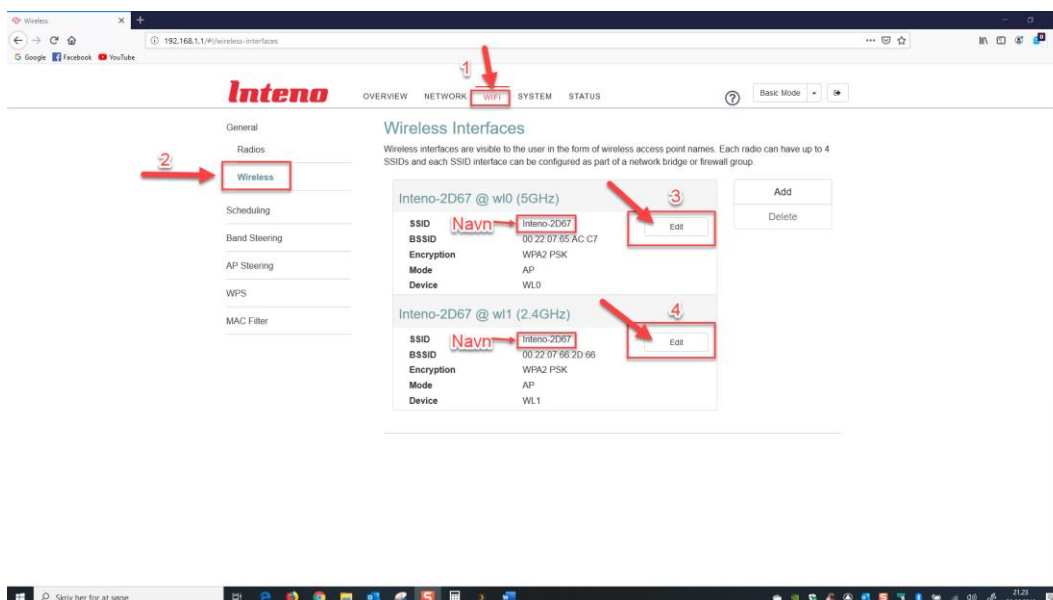 Wireless
192.168.1.1/#!/wireless-interfaces
Google Facebook YouTube
1
Inteno
OVERVIEW NETWORK WIFI SYSTEM STATUS
Basic Mode
General
Radios
2
Wireless
Scheduling
Band Steering
AP Steering
WPS
MAC Filter
Wireless Interfaces
Wireless interfaces are visible to the user in the form of wireless access point names. Each radio can have up to 4
SSIDs and each SSID interface can be configured as part of a network bridge or firewall group.
Inteno-2D67 @ wl0 (5GHz)
3
SSID Navn Inteno-2D67
Edit
BSSID 00:22:07:65:AC:C7
Encryption WPA2 PSK
Mode AP
Device WL0
Inteno-2D67 @ wl1 (2.4GHz)
4
SSID Navn Inteno-2D67
Edit
BSSID 00:22:07:66:2D:66
Encryption WPA2 PSK
Mode AP
Device WL1
Add
Delete
Skriv her for at søge
21.23